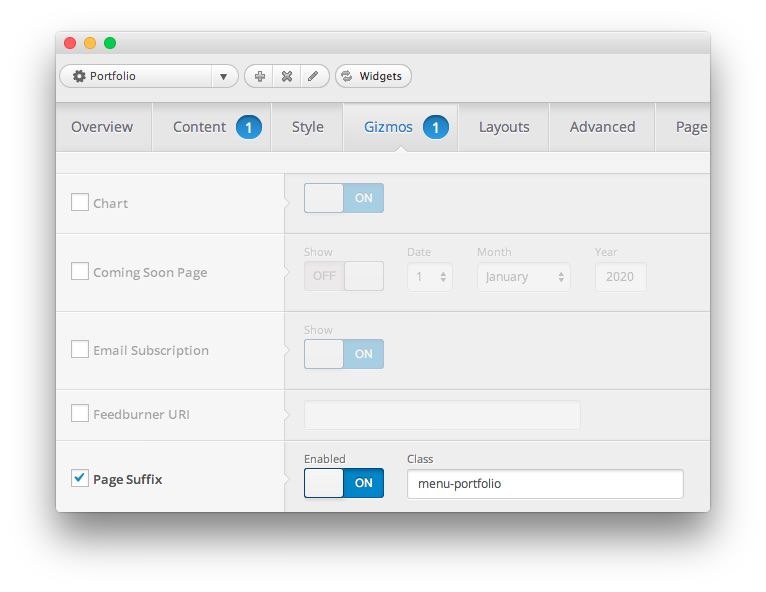 Portfolio Widgets
Overview Content 1 Style Gizmos 1 Layouts Advanced Page
Chart ON
Show Date Month Year
Coming Soon Page OFF 1 January 2020
Show
Email Subscription ON
Feedburner URI
Enabled Class
Page Suffix ON menu-portfolio